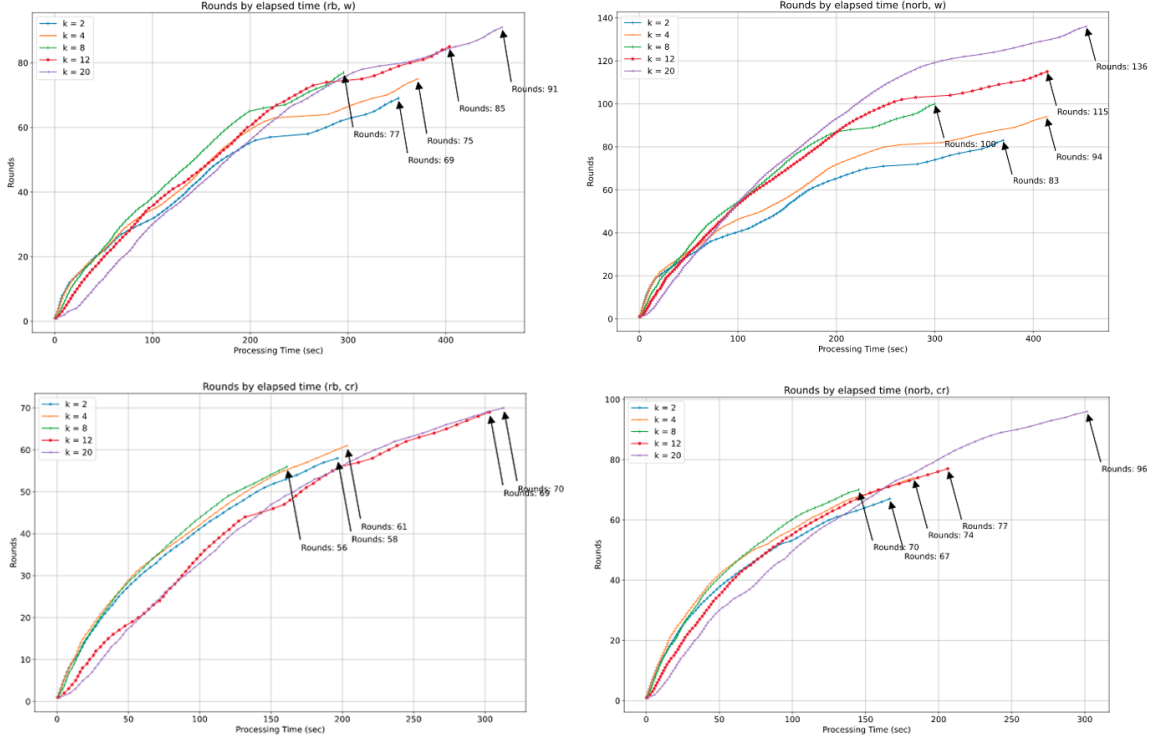 Rounds by elapsed time (rb, w)
k = 2
k = 4
k = 8
k = 12
k = 20
Rounds: 91
Rounds: 85
Rounds: 77
Rounds: 75
Rounds: 69
80
60
40
20
0
Rounds
0
100
200
300
400
Processing Time (sec)
Rounds by elapsed time (norb, w)
k = 2
k = 4
k = 8
k = 12
k = 20
Rounds: 136
Rounds: 115
Rounds: 100
Rounds: 94
Rounds: 83
140
120
100
80
60
40
20
0
Rounds
0
100
200
300
400
Processing Time (sec)
Rounds by elapsed time (rb, cr)
k = 2
k = 4
k = 8
k = 12
k = 20
Rounds: 70
Rounds: 69
Rounds: 61
Rounds: 58
Rounds: 56
70
60
50
40
30
20
10
0
Rounds
0
50
100
150
200
250
300
Processing Time (sec)
Rounds by elapsed time (norb, cr)
k = 2
k = 4
k = 8
k = 12
k = 20
Rounds: 96
Rounds: 77
Rounds: 74
Rounds: 70
Rounds: 67
100
80
60
40
20
0
Rounds
0
50
100
150
200
250
300
Processing Time (sec)